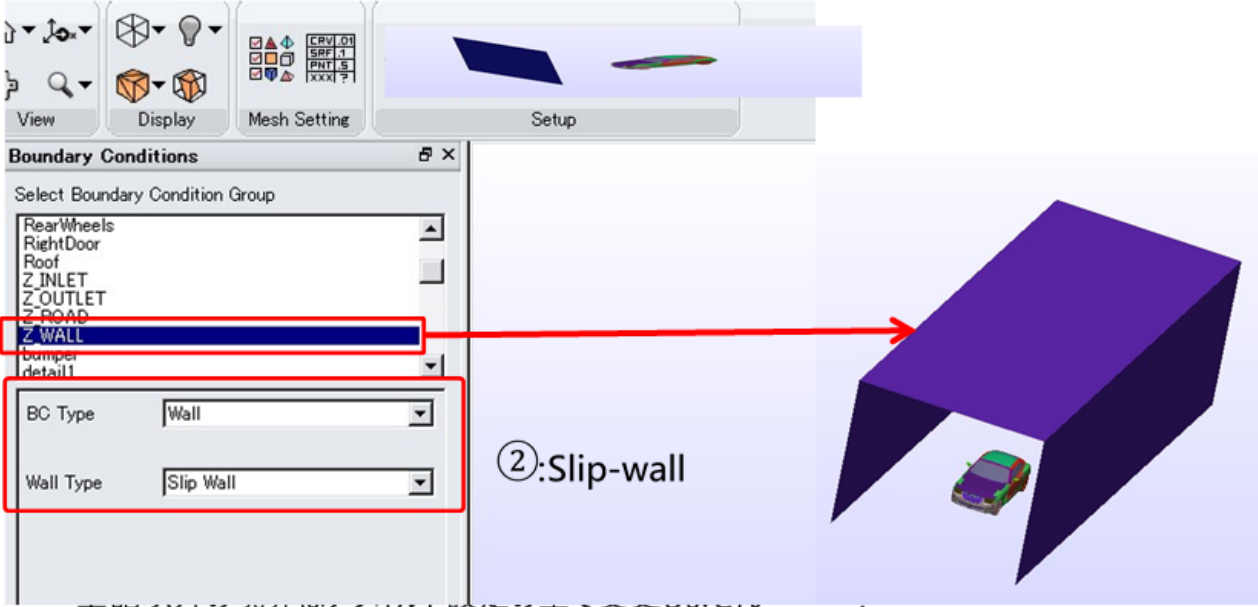 CRV .01
SRF .1
PNT .5
XXX ?
View
Display
Mesh Setting
Setup
Boundary Conditions
Select Boundary Condition Group
RearWheels
RightDoor
Roof
Z_INLET
Z_OUTLET
Z_ROAD
Z_WALL
bumper
detail1
BC Type
Wall
②:Slip-wall
Wall Type
Slip Wall